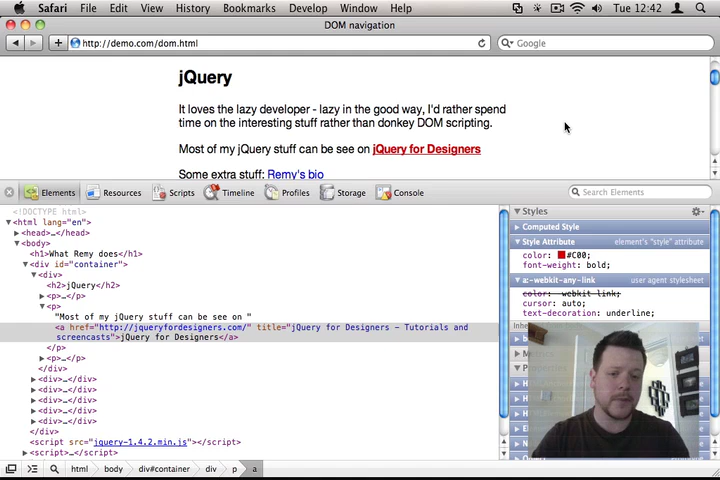 Safari File Edit View History Bookmarks Develop Window Help Tue 12:42
DOM navigation
http://demo.com/dom.html
Google
jQuery
It loves the lazy developer - lazy in the good way, I'd rather spend
time on the interesting stuff rather than donkey DOM scripting.
Most of my jQuery stuff can be see on jQuery for Designers
Some extra stuff: Remy's bio
Elements Resources Scripts Timeline Profiles Storage Console Search Elements
<!DOCTYPE html>
<html lang="en">
<head>…</head>
<body>
<h1>What Remy does</h1>
<div id="container">
<div>
<h2>jQuery</h2>
<p>…</p>
<p>
"Most of my jQuery stuff can be see on "
<a href="http://jqueryfordesigners.com/" title="jQuery for Designers – Tutorials and
screencasts">jQuery for Designers</a>
</p>
<p>…</p>
</div>
<div>…</div>
<div>…</div>
<div>…</div>
<div>…</div>
<div>…</div>
</div>
<script src="jquery-1.4.2.min.js"></script>
<script>…</script>
html body div#container div p a
Styles
Computed Style
Style Attribute element's "style" attribute
color: #C00;
font-weight: bold;
a:-webkit-any-link user agent stylesheet
color: -webkit-link;
cursor: auto;
text-decoration: underline;
Metrics
Properties